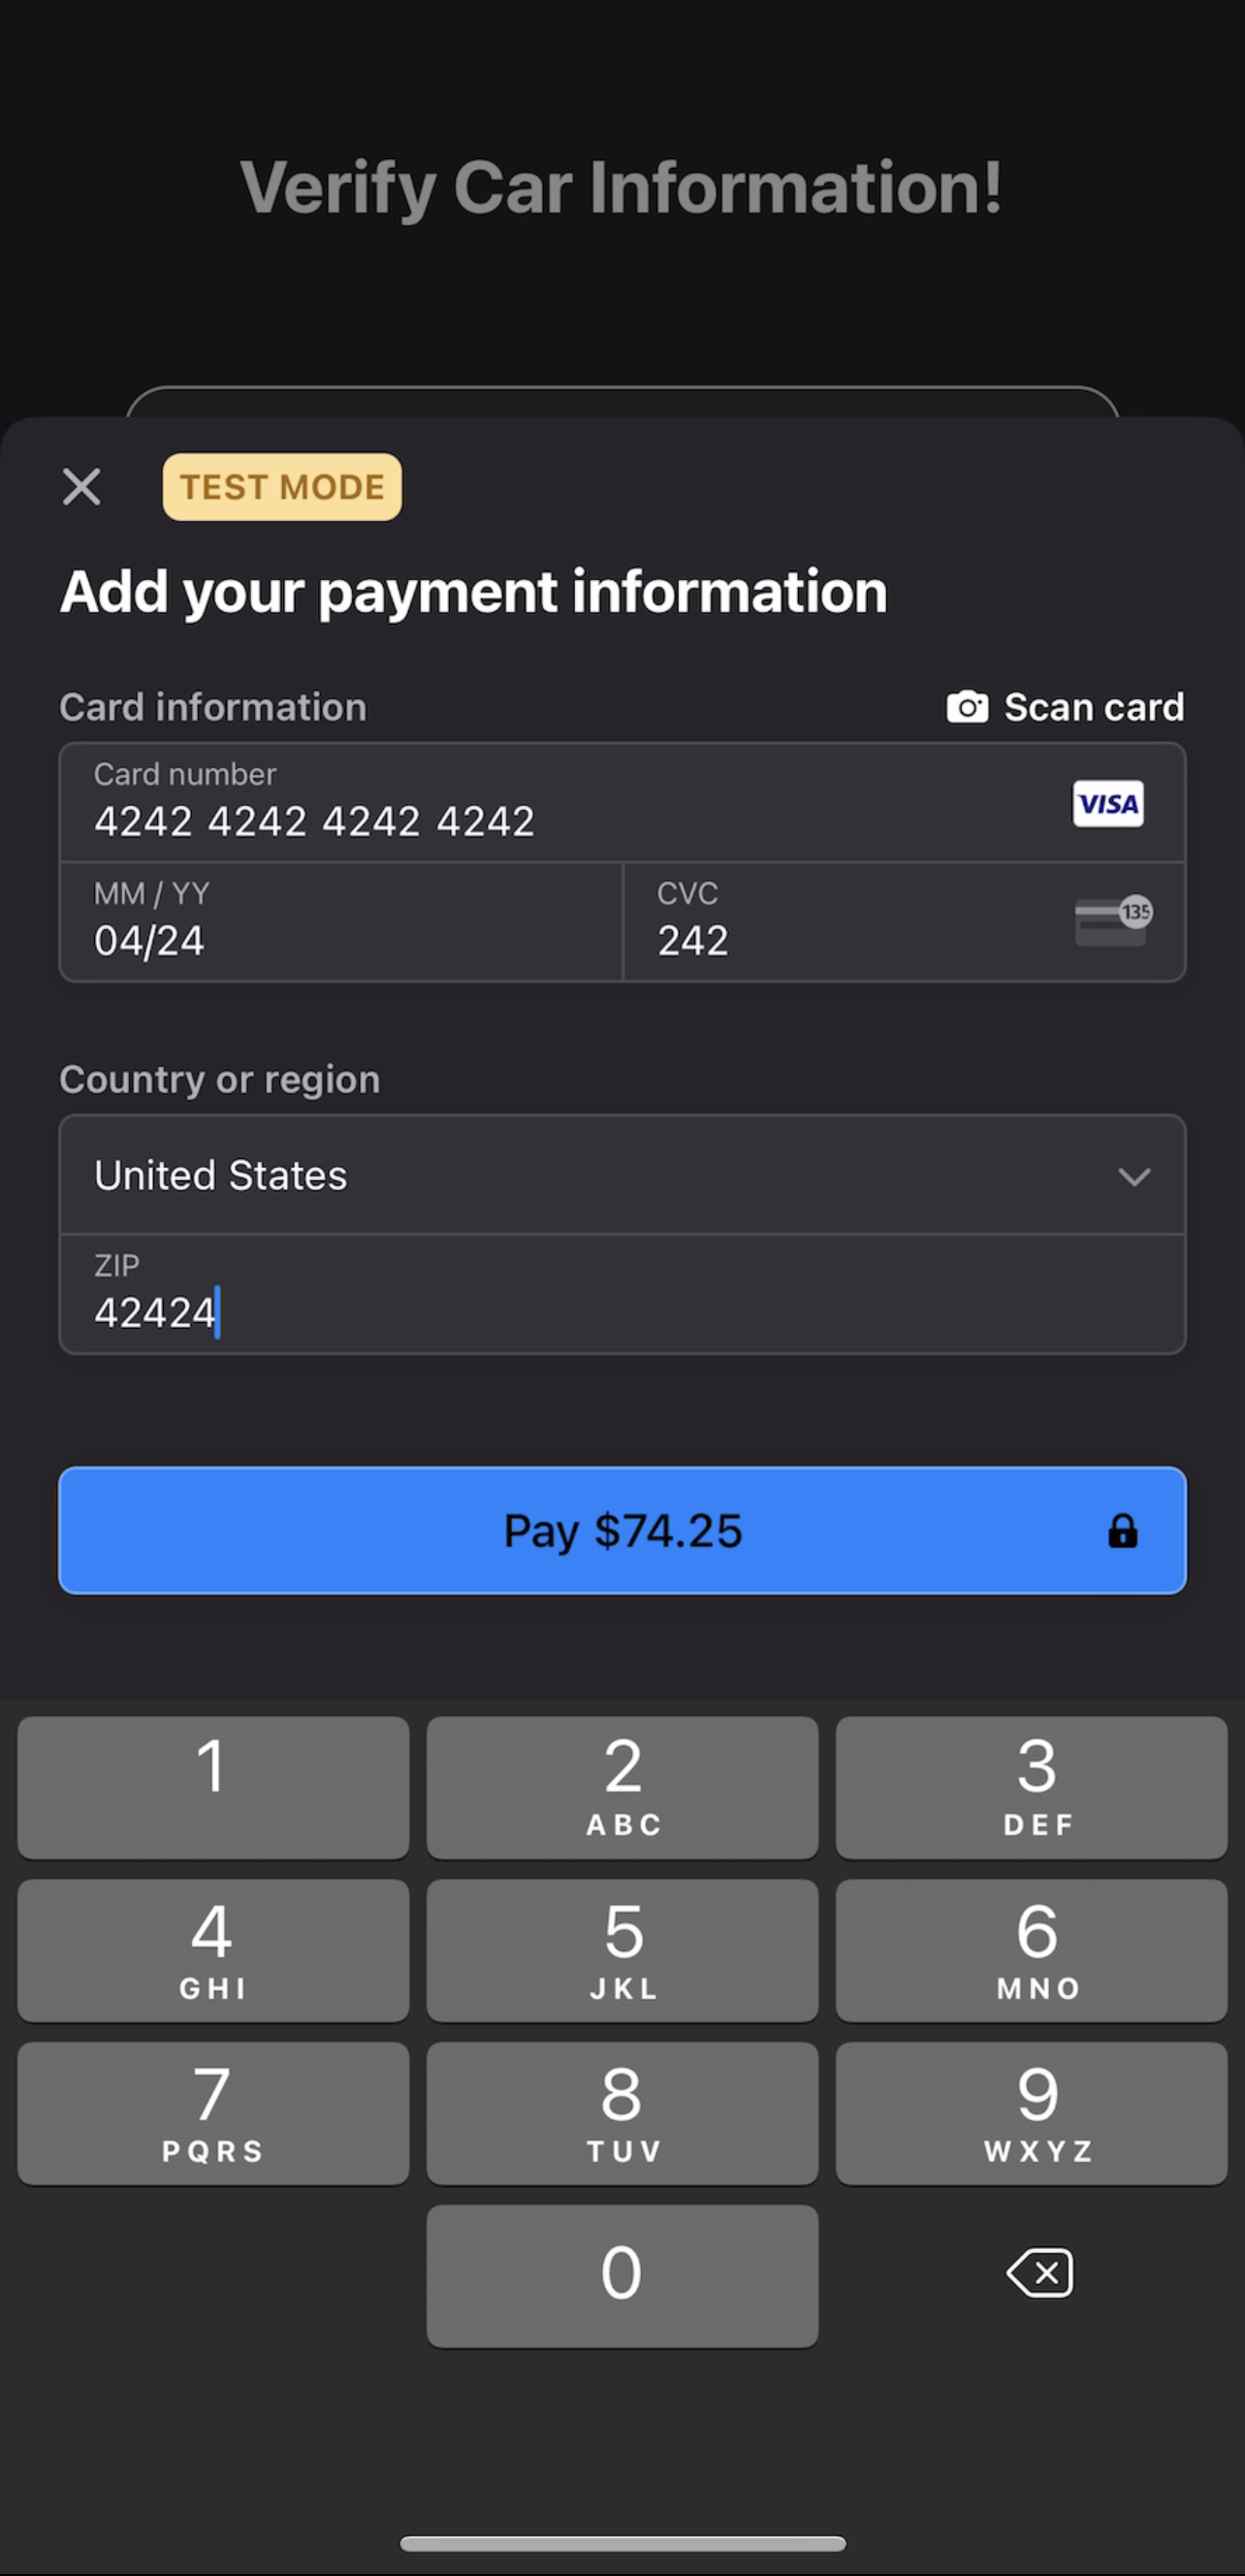 Verify Car Information!
TEST MODE
Add your payment information
Card information
Scan card
Card number
4242 4242 4242 4242
VISA
MM / YY
04/24
CVC
242
135
Country or region
United States
ZIP
42424
Pay $74.25
1
2
ABC
3
DEF
4
GHI
5
JKL
6
MNO
7
PQRS
8
TUV
9
WXYZ
0